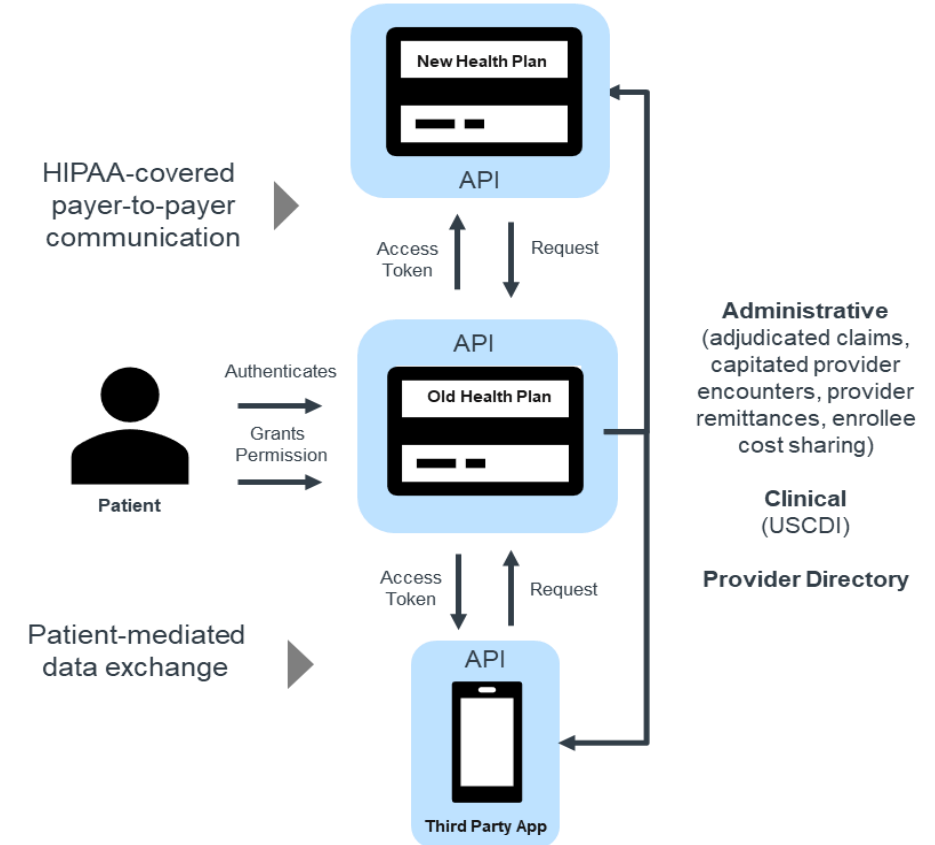 New Health Plan
API
HIPAA-covered
payer-to-payer
communication
Access
Token
Request
API
Old Health Plan
Authenticates
Grants
Permission
Patient
Administrative
(adjudicated claims,
capitated provider
encounters, provider
remittances, enrollee
cost sharing)
Clinical
(USCDI)
Provider Directory
Access
Token
Request
Patient-mediated
data exchange
API
Third Party App